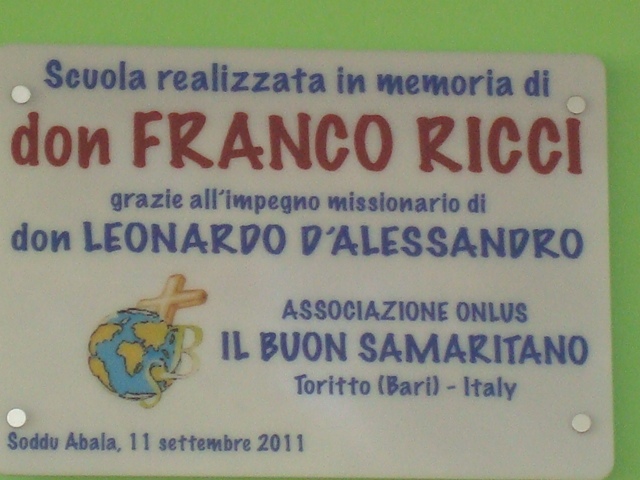 Scuola realizzata in memoria di
don FRANCO RICCI
grazie all'impegno missionario di
don LEONARDO D'ALESSANDRO
ASSOCIAZIONE ONLUS
IL BUON SAMARITANO
Toritto (Bari) - Italy
Soddu Abala, 11 settembre 2011